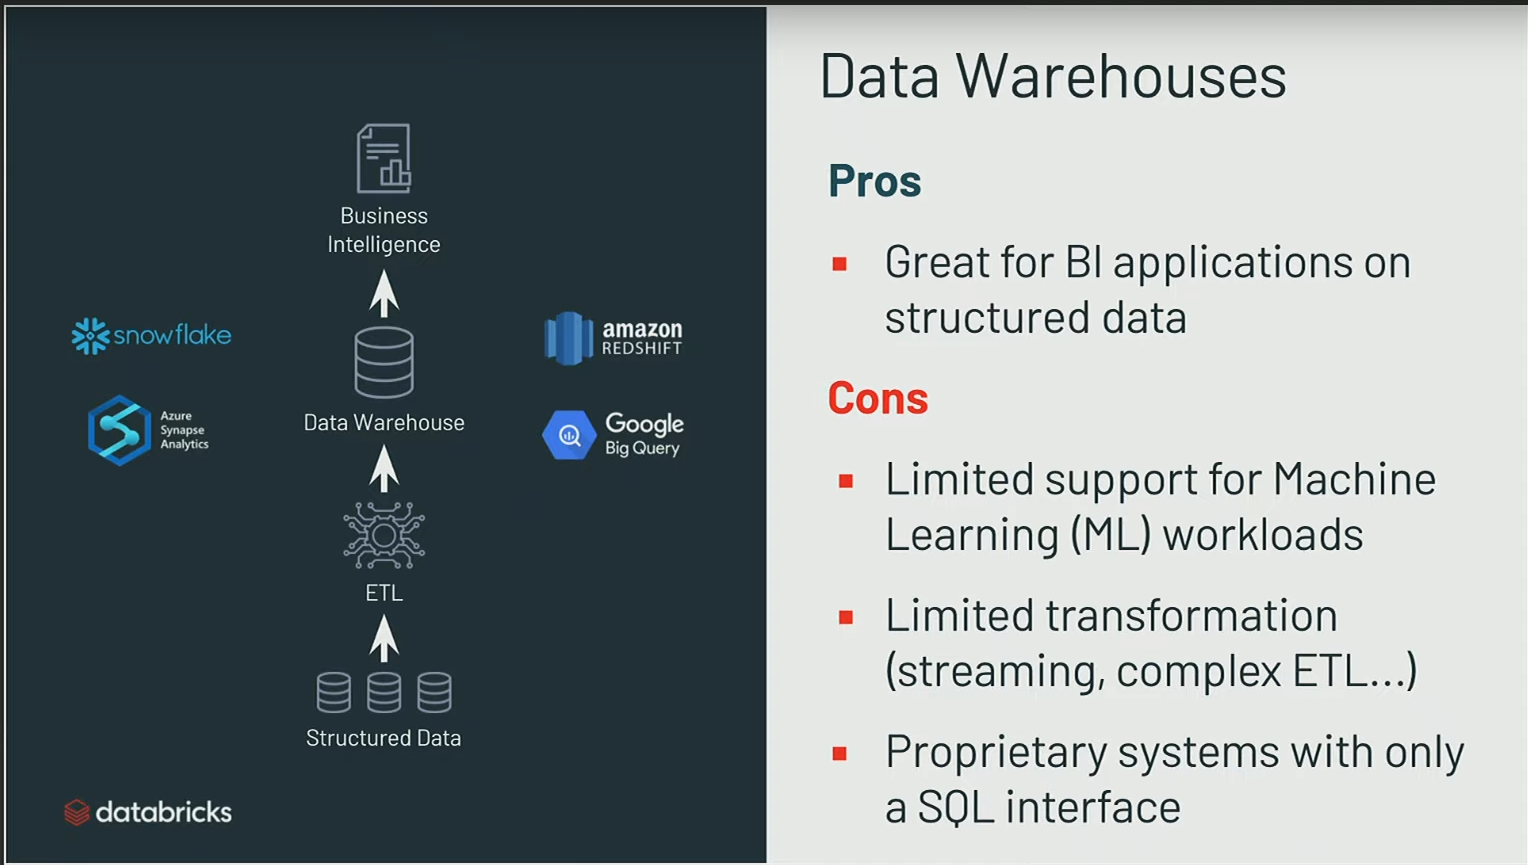 Business
Intelligence
snowflake
amazon
REDSHIFT
Azure
Synapse
Analytics
Data Warehouse
Google
Big Query
ETL
Structured Data
databricks
Data Warehouses
Pros
Great for BI applications on
structured data
Cons
Limited support for Machine
Learning (ML) workloads
Limited transformation
(streaming, complex ETL...)
Proprietary systems with only
a SQL interface